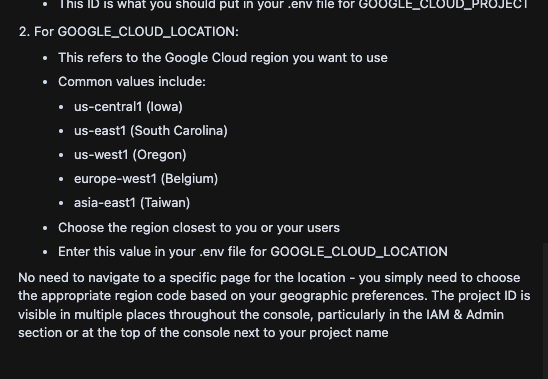 • This ID is what you should put in your .env file for GOOGLE_CLOUD_PROJECT
2. For GOOGLE_CLOUD_LOCATION:
• This refers to the Google Cloud region you want to use
• Common values include:
• us-central1 (Iowa)
• us-east1 (South Carolina)
• us-west1 (Oregon)
• europe-west1 (Belgium)
• asia-east1 (Taiwan)
• Choose the region closest to you or your users
• Enter this value in your .env file for GOOGLE_CLOUD_LOCATION
No need to navigate to a specific page for the location - you simply need to choose
the appropriate region code based on your geographic preferences. The project ID is
visible in multiple places throughout the console, particularly in the IAM & Admin
section or at the top of the console next to your project name